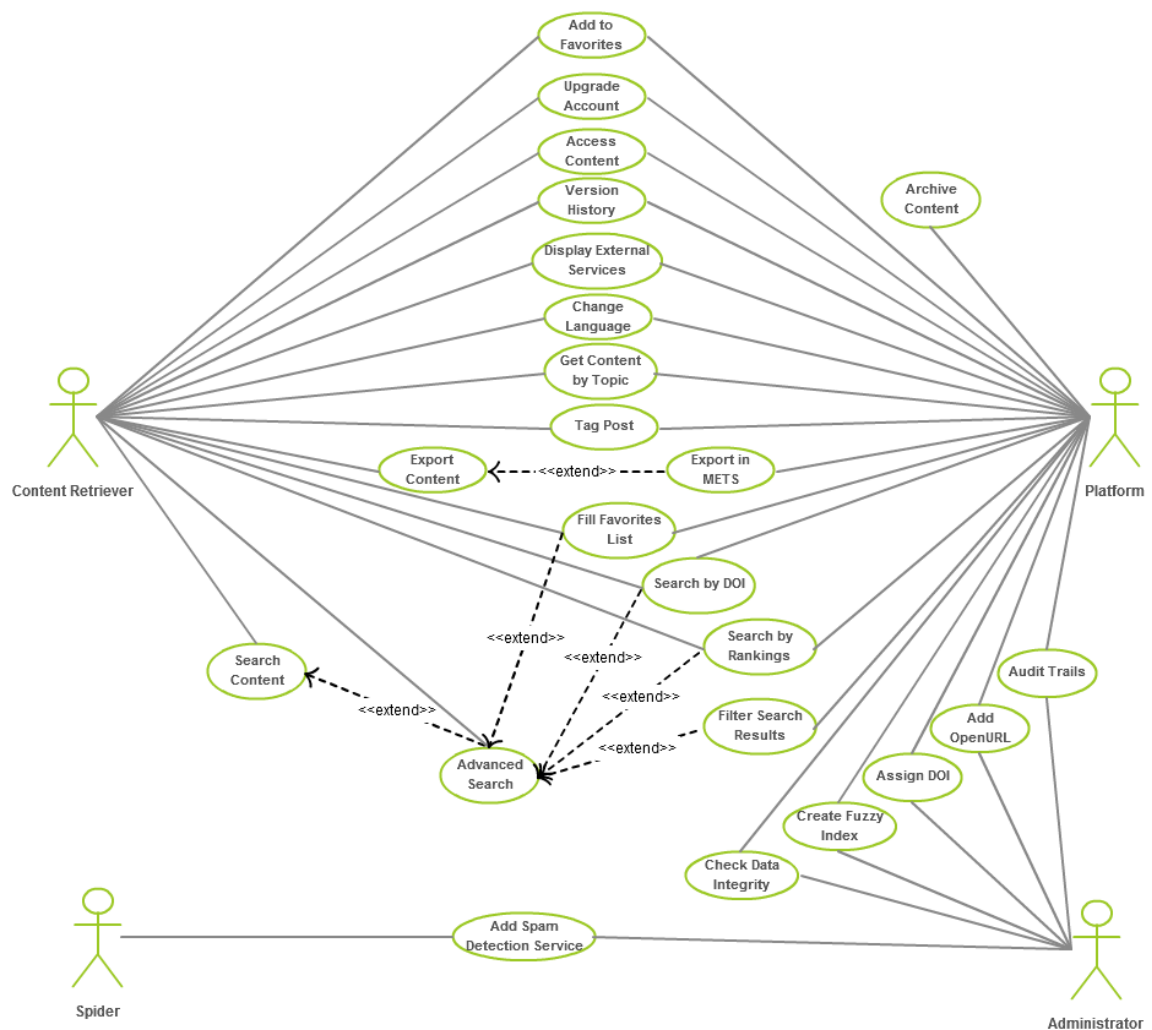 Add to
Favorites
Upgrade
Account
Access
Content
Version
History
Archive
Content
Display External
Services
Change
Language
Get Content
by Topic
Tag Post
Export
Content
<<extend>>
Export in
METS
Content Retriever
Platform
Fill Favorites
List
Search by DOI
<<extend>>
<<extend>>
Search by
Rankings
Search
Content
Audit Trails
<<extend>>
<<extend>>
Filter Search
Results
<<extend>>
Add
OpenURL
Advanced
Search
Assign DOI
Create Fuzzy
Index
Check Data
Integrity
Add Spam
Detection Service
Spider
Administrator